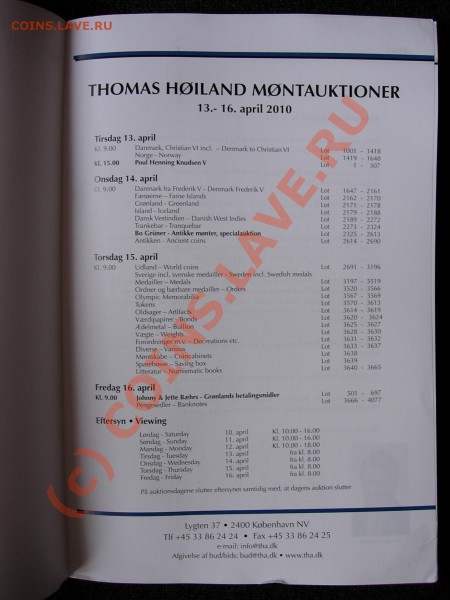 COINS.LAVE.RU
THOMAS HØILAND MØNTAUKTIONER
13.- 16. april 2010
Tirsdag 13. april
Kl. 9.00 Danmark, Christian VI incl. - Denmark to Christian VI Lot 1001 - 1418
Norge - Norway Lot 1419 - 1646
Kl. 15.00 Poul Henning Knudsen V Lot 1 - 307
Onsdag 14. april
Kl. 9.00 Danmark fra Frederik V - Denmark Frederik V Lot 1647 - 2161
Færøerne - Faroe Islands Lot 2162 - 2170
Grønland - Greenland Lot 2171 - 2178
Island - Iceland Lot 2179 - 2188
Dansk Vestindien - Danish West Indies Lot 2189 - 2272
Trankebar - Tranquebar Lot 2271 - 2324
Bo Grüner - Antikke mønter, specialauktion Lot 2325 - 2613
Antikken - Ancient coins Lot 2614 - 2690
Torsdag 15. april
Kl. 9.00 Udland - World coins Lot 2691 - 3196
Sverige incl. svenske medailler - Sweden incl. Swedish medals
Medailler - Medals Lot 3197 - 3519
Ordner og bærbare medailler - Orders Lot 3520 - 3566
Olympic Memorabilia Lot 3567 - 3569
Tokens Lot 3570 - 3613
Oldsager - Artifacts Lot 3614 - 3619
Værdipapirer - Bonds Lot 3620 - 3624
Ædelmetal - Bullion Lot 3625 - 3627
Vægte - Weights Lot 3628 - 3630
Forordninger m.v. - Decreations etc. Lot 3631 - 3632
Diverse - Various Lot 3633 - 3637
Møntskabe - Coincabinets Lot 3638
Sparebøsse - Saving box Lot 3639
Litteratur - Numismatic books Lot 3640 - 3665
Fredag 16. april
Kl. 9.00 Johnny & Jette Bæhrs - Grønlands betalingsmidler Lot 501 - 697
Pengesedler - Banknotes Lot 3666 - 4077
Eftersyn • Viewing
Lørdag - Saturday 10. april Kl. 10.00 - 16.00
Søndag - Sunday 11. april Kl. 10.00 - 16.00
Mandag - Monday 12. april Kl. 10.00 - 18.00
Tirsdag - Tuesday 13. april fra kl. 8.00
Onsdag - Wednesday 14. april fra kl. 8.00
Torsdag - Thursday 15. april fra kl. 8.00
Fredag - Friday 16. april fra kl. 8.00
På auktionsdagene slutter eftersynet samtidig med, at dagens auktion slutter
Lygten 37 • 2400 København NV
Tlf +45 33 86 24 24 • Fax +45 33 86 24 25
e-mail: info@tha.dk
Afgivelse af bud/bids: bud@tha.dk • www.tha.dk
(c) COINS.LAVE.RU
COINS.LAVE.RU